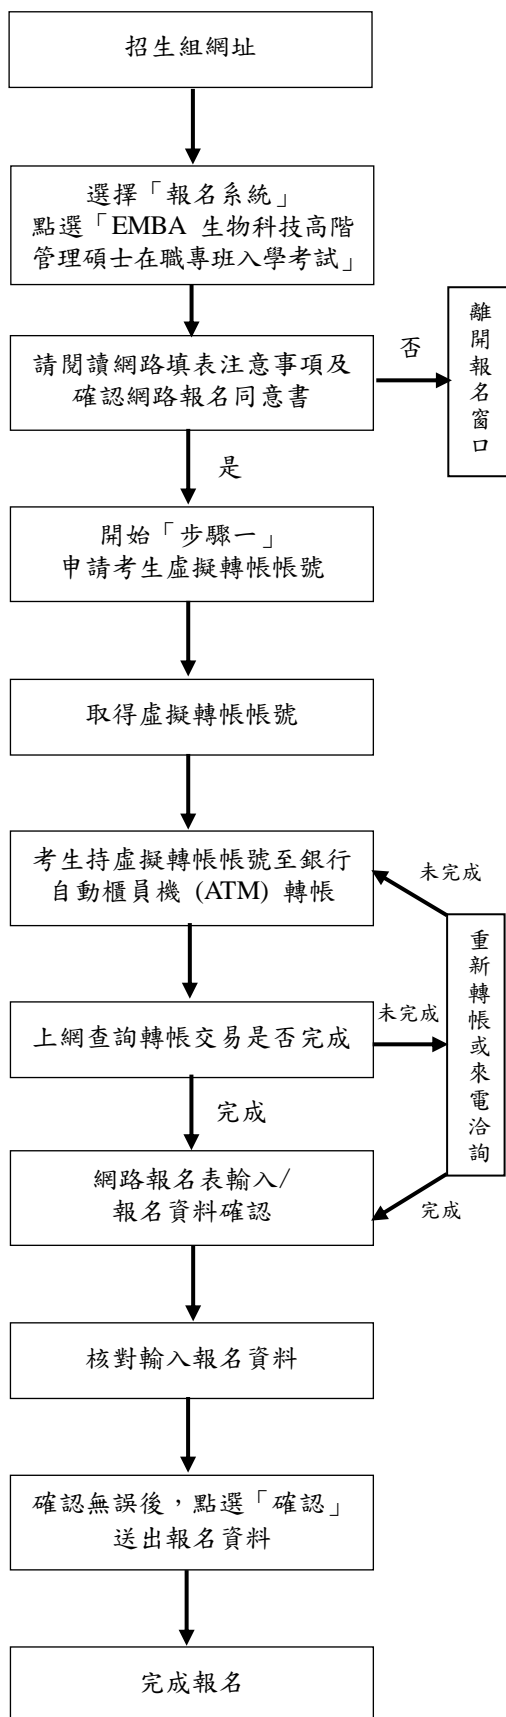 招生組網址
選擇「報名系統」
點選「EMBA 生物科技高階
管理碩士在職專班入學考試」
請閱讀網路填表注意事項及
確認網路報名同意書
否
離開報名窗口
是
開始「步驟一」
申請考生虛擬轉帳帳號
取得虛擬轉帳帳號
考生持虛擬轉帳帳號至銀行
自動櫃員機 (ATM) 轉帳
未完成
上網查詢轉帳交易是否完成
未完成
重新轉帳或來電洽詢
完成
網路報名表輸入/
報名資料確認
完成
核對輸入報名資料
確認無誤後，點選「確認」
送出報名資料
完成報名